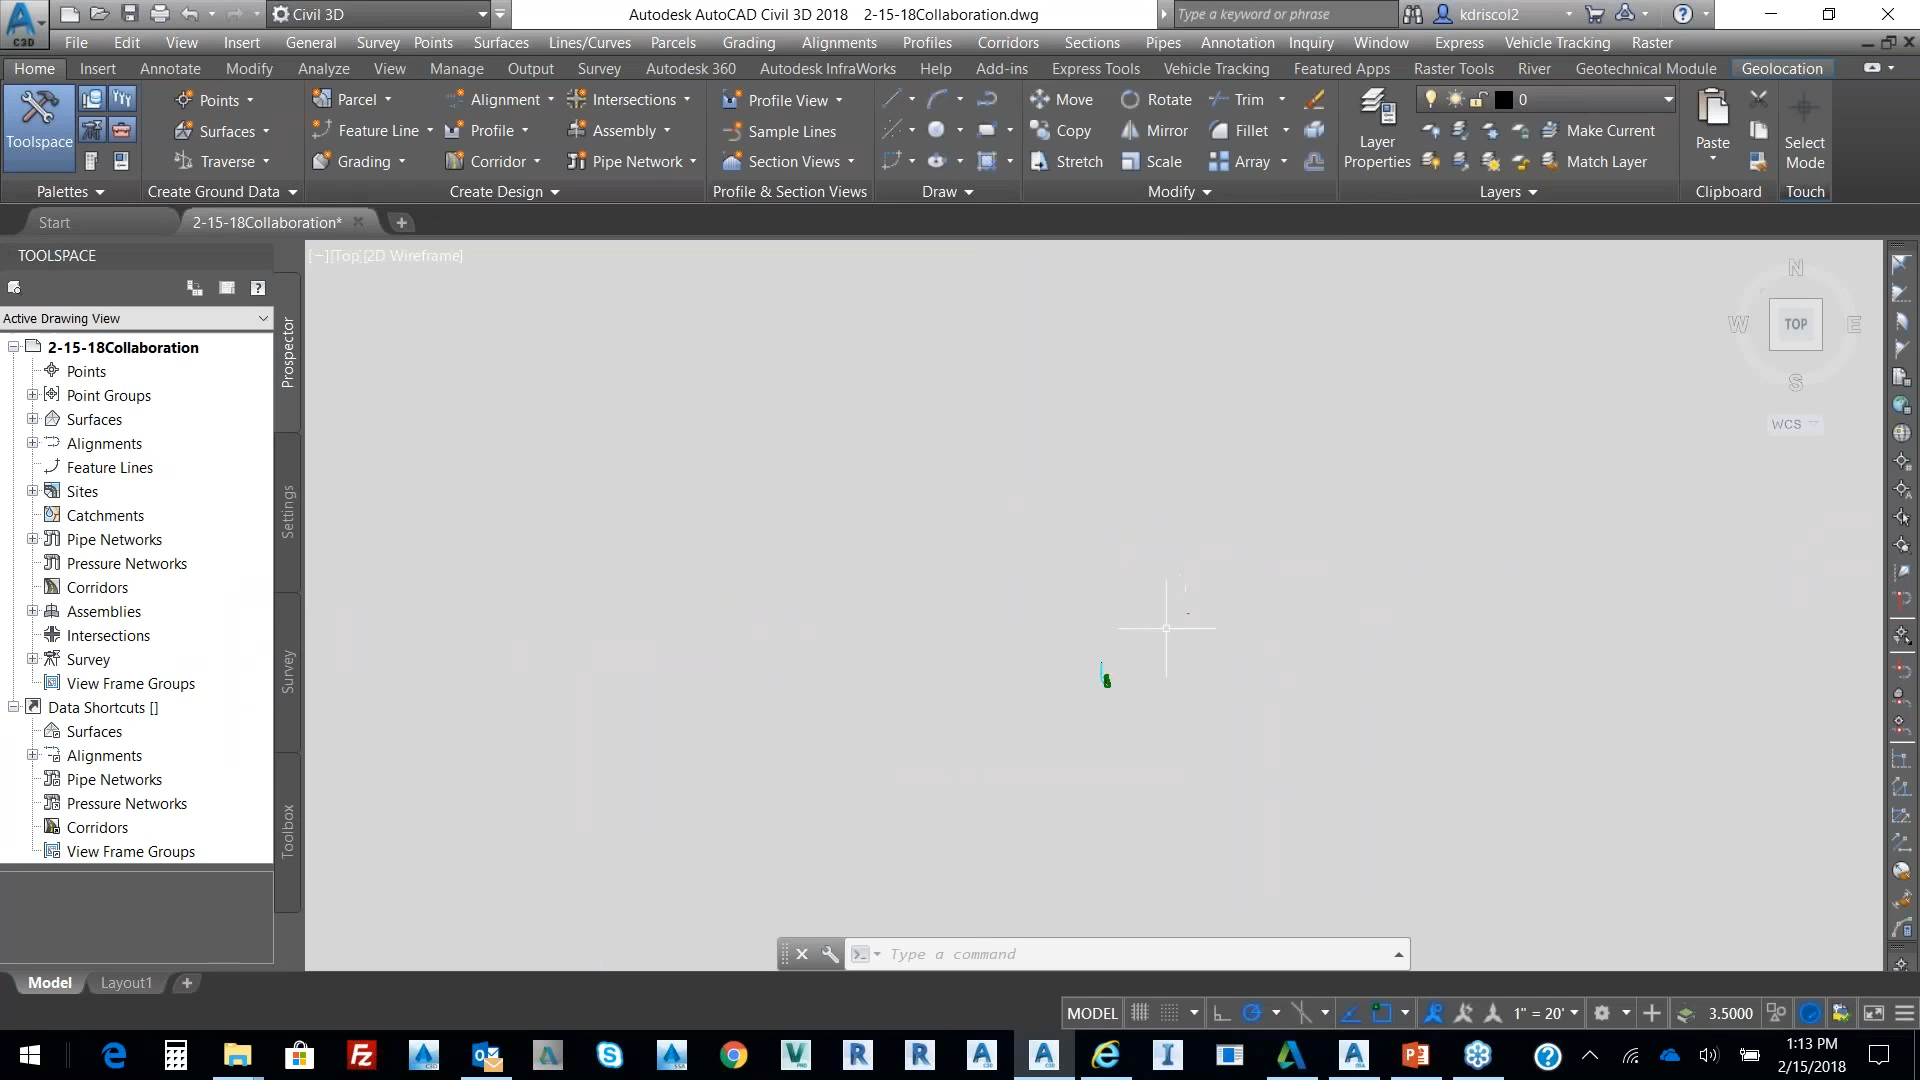 Civil 3D
Autodesk AutoCAD Civil 3D 2018 2-15-18Collaboration.dwg
Type a keyword or phrase
kdriscol2
C3D
File Edit View Insert General Survey Points Surfaces Lines/Curves Parcels Grading Alignments Profiles Corridors Sections Pipes Annotation Inquiry Window Express Vehicle Tracking Raster
Home Insert Annotate Modify Analyze View Manage Output Survey Autodesk 360 Autodesk InfraWorks Help Add-ins Express Tools Vehicle Tracking Featured Apps Raster Tools River Geotechnical Module Geolocation
Points Parcel Alignment Intersections Profile View Move Rotate Trim 0
Surfaces Feature Line Profile Assembly Sample Lines Copy Mirror Fillet Make Current
Toolspace Layer Paste Select
Traverse Grading Corridor Pipe Network Section Views Stretch Scale Array Properties Match Layer Mode
Palettes Create Ground Data Create Design Profile & Section Views Draw Modify Layers Clipboard Touch
Start 2-15-18Collaboration*
TOOLSPACE
[−][Top][2D Wireframe]
Active Drawing View
2-15-18Collaboration
Points
Point Groups
Surfaces
Alignments
Feature Lines
Sites
Catchments
Pipe Networks
Pressure Networks
Corridors
Assemblies
Intersections
Survey
View Frame Groups
Data Shortcuts []
Surfaces
Alignments
Pipe Networks
Pressure Networks
Corridors
View Frame Groups
Prospector
Settings
Survey
Toolbox
N
W TOP E
S
WCS
Type a command
Model Layout1
MODEL 1" = 20' 3.5000
1:13 PM
2/15/2018